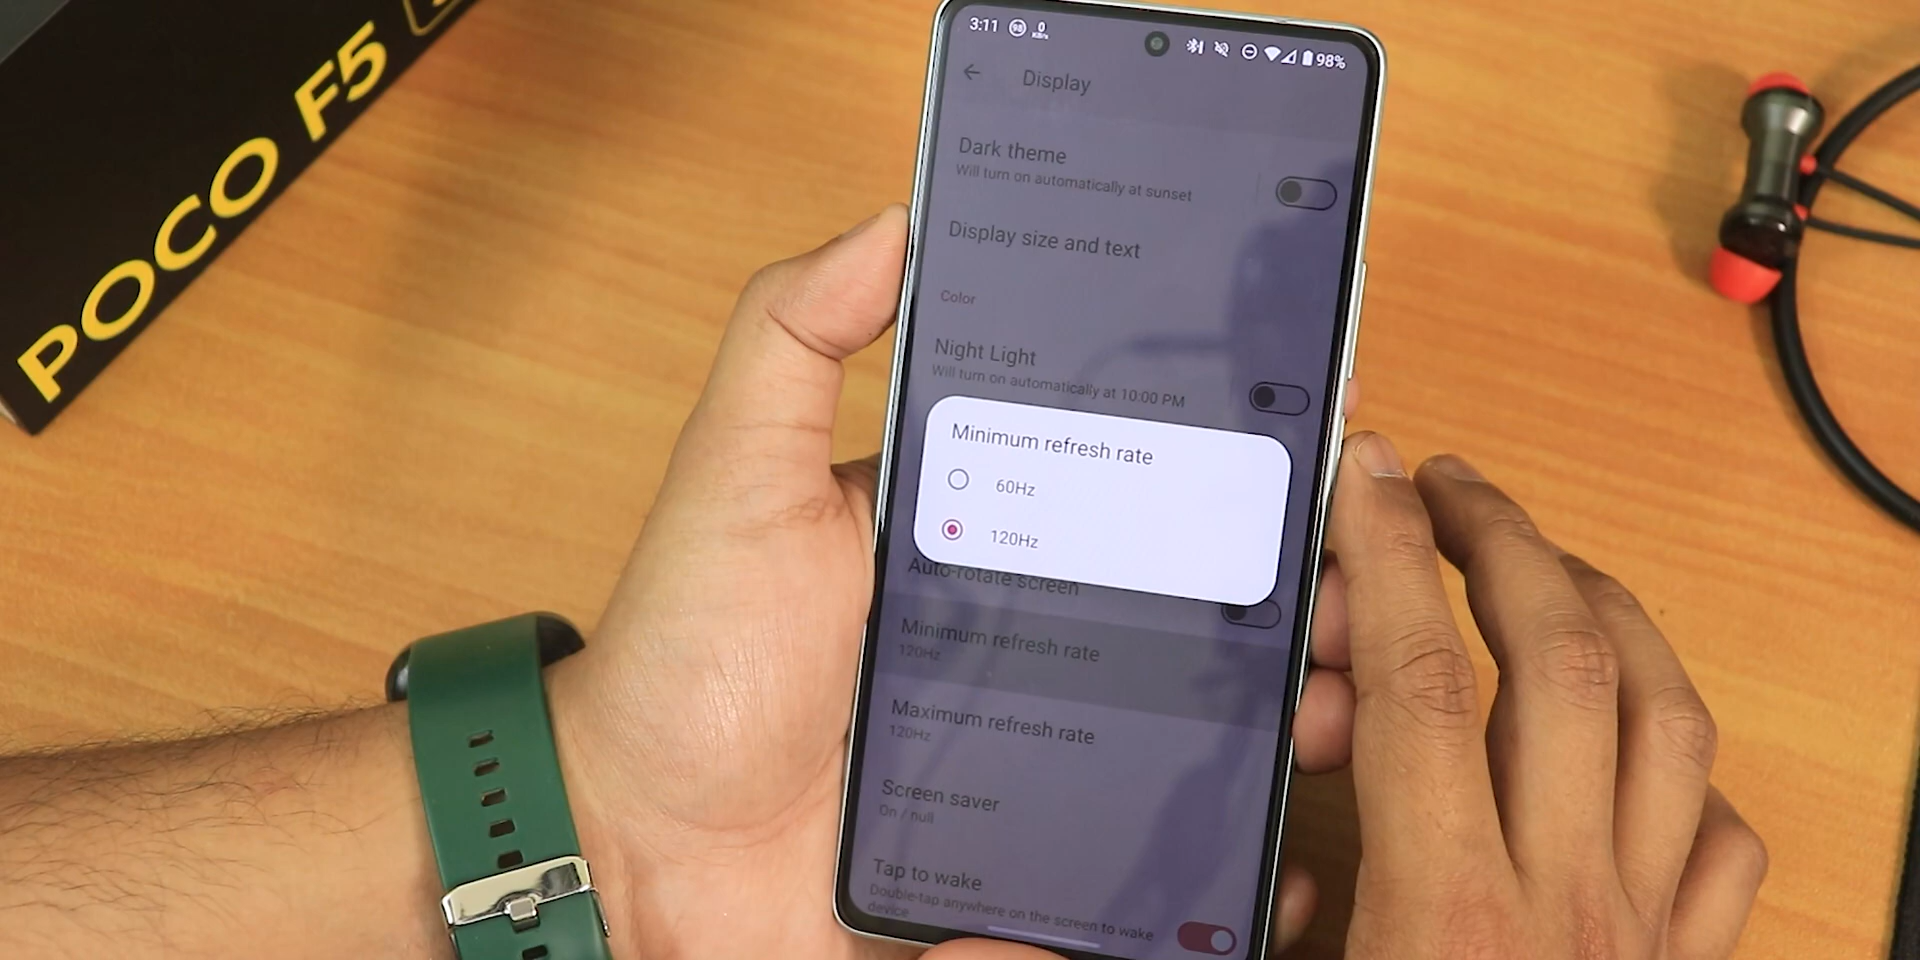 POCO F5
3:11 98 0 KB/s 98%
Display
Dark theme
Will turn on automatically at sunset
Display size and text
Color
Night Light
Will turn on automatically at 10:00 PM
Minimum refresh rate
60Hz
120Hz
Auto-rotate screen
Minimum refresh rate
120Hz
Maximum refresh rate
120Hz
Screen saver
On / null
Tap to wake
Double-tap anywhere on the screen to wake
device